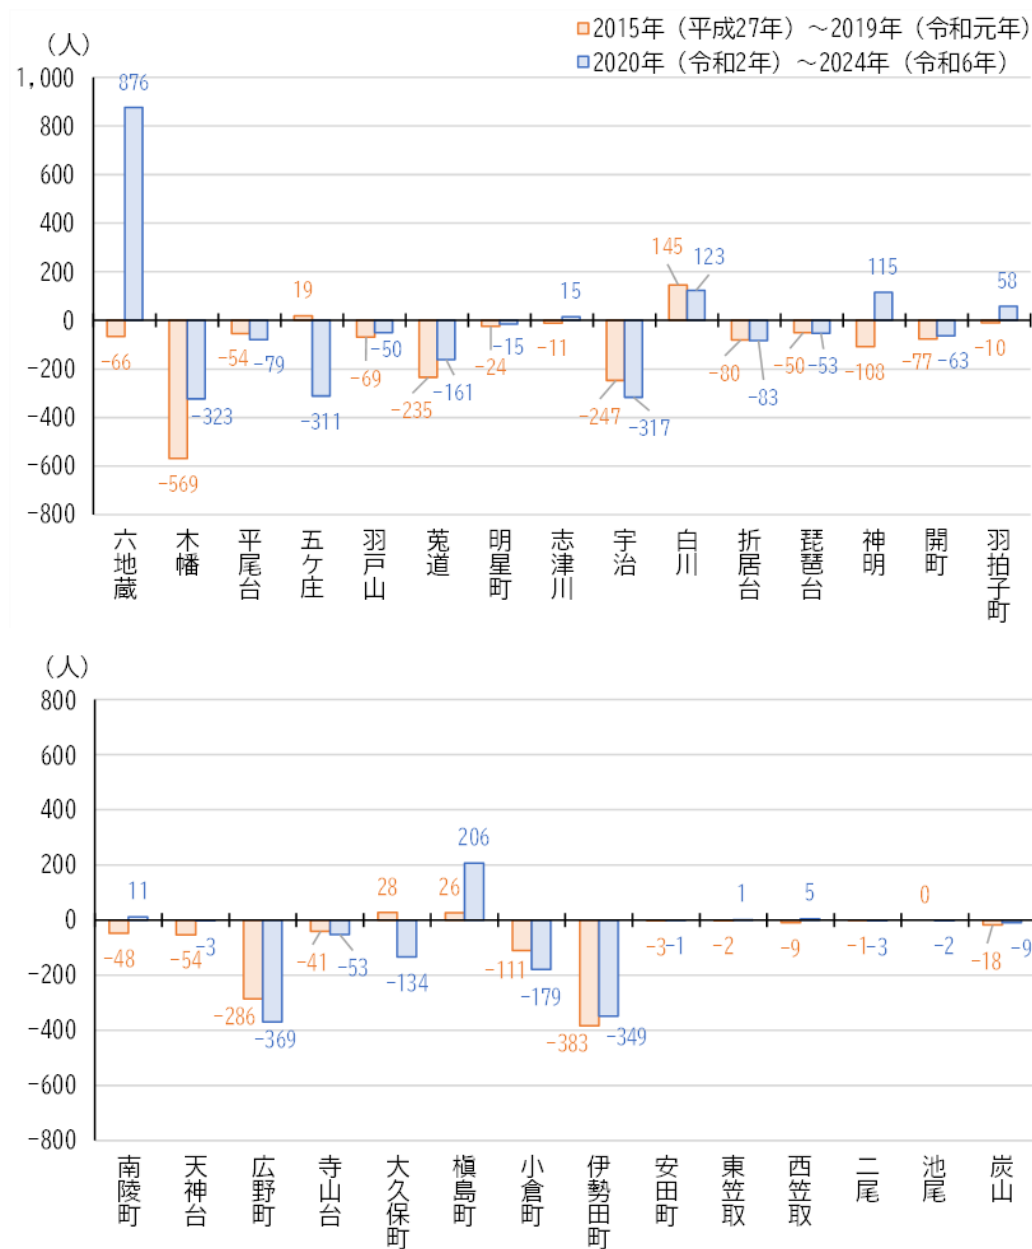 2015年（平成27年）～2019年（令和元年）
2020年（令和2年）～2024年（令和6年）
（人）
1,000
800
600
400
200
0
-200
-400
-600
-800
-66 876
-569 -323
-54 -79
19 -311
-69 -50
-235 -161
-24 -15
-11 15
-247 -317
145 123
-80 -83
-50 -53
-108 115
-77 -63
-10 58
六地蔵
木幡
平尾台
五ケ庄
羽戸山
莵道
明星町
志津川
宇治
白川
折居台
琵琶台
神明
開町
羽拍子町
（人）
800
600
400
200
0
-200
-400
-600
-800
-48 11
-54 -3
-286 -369
-41 -53
28 -134
26 206
-111 -179
-383 -349
-3 -1
-2 1
-9 5
-1 -3
0 -2
-18 -9
南陵町
天神台
広野町
寺山台
大久保町
槇島町
小倉町
伊勢田町
安田町
東笠取
西笠取
二尾
池尾
炭山